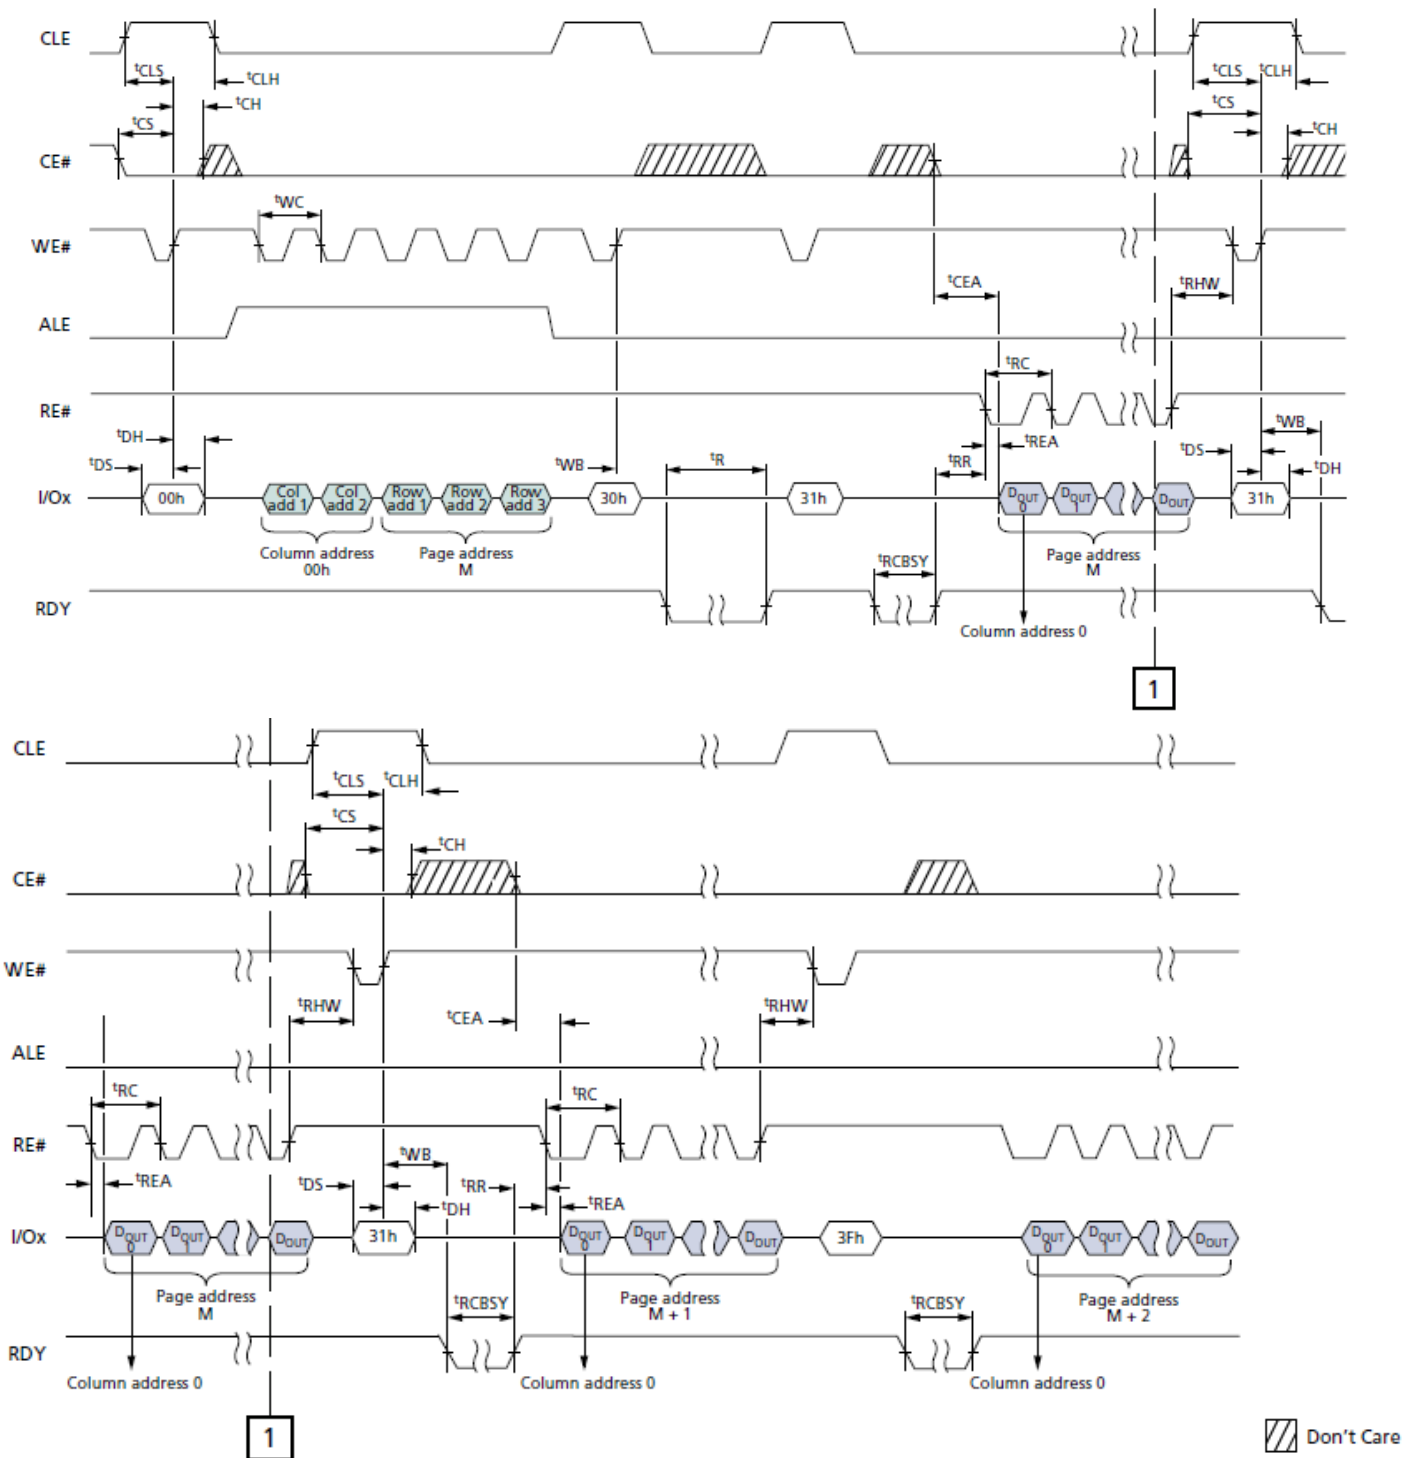 CLE
tCLS
tCLH
tCLS
tCLH
tCH
tCS
tCS
tCH
CE#
tWC
WE#
tCEA
tRHW
ALE
tRC
RE#
tDH
tREA
tWB
tDS
tWB
tR
tRR
tDS
tDH
I/Ox
00h
Col add 1
Col add 2
Row add 1
Row add 2
Row add 3
30h
31h
DOUT 0
DOUT 1
DOUT
31h
Column address
00h
Page address
M
tRCBSY
Page address
M
RDY
Column address 0
1
CLE
tCLS
tCLH
tCS
tCH
CE#
WE#
tRHW
tCEA
tRHW
ALE
tRC
tRC
RE#
tWB
tREA
tDS
tRR
tDH
tREA
I/Ox
DOUT 0
DOUT 1
DOUT
31h
DOUT 0
DOUT 1
DOUT
3Fh
DOUT 0
DOUT 1
DOUT
Page address
M
tRCBSY
Page address
M + 1
tRCBSY
Page address
M + 2
RDY
Column address 0
Column address 0
Column address 0
1
Don't Care